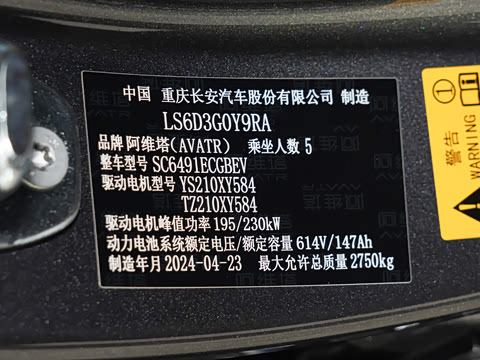 中国 重庆长安汽车股份有限公司 制造
LS6D3G0Y9RA
品牌 阿维塔(AVATR) 乘坐人数 5
整车型号 SC6491ECGBEV
驱动电机型号 YS210XY584
TZ210XY584
驱动电机峰值功率 195/230kW
动力电池系统额定电压/额定容量 614V/147Ah
制造年月 2024-04-23 最大允许总质量 2750kg
①
警告
WARNING